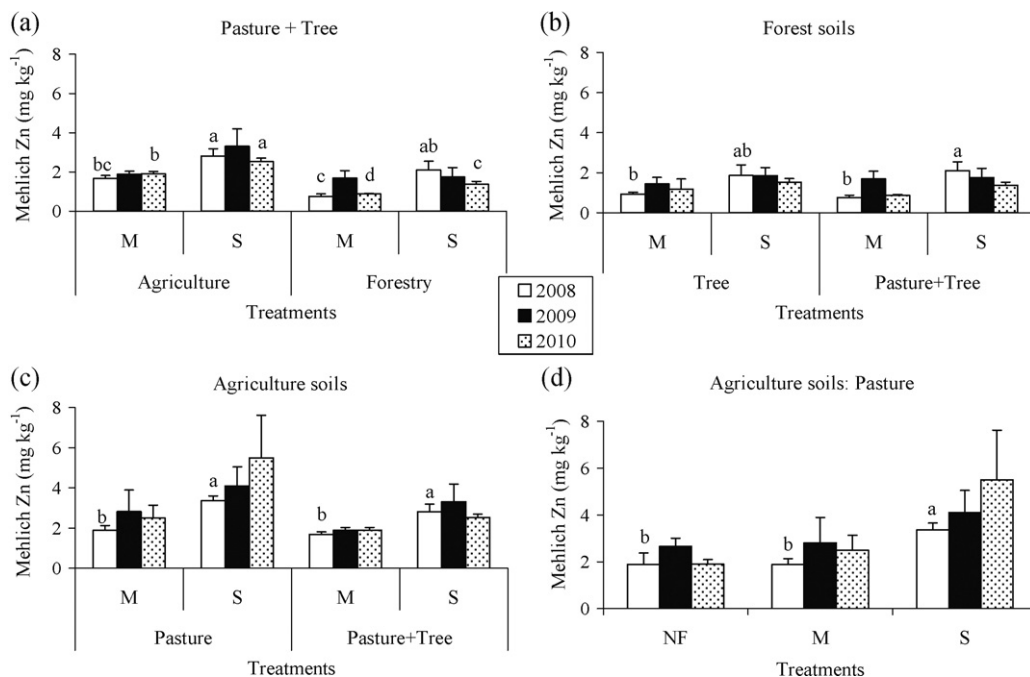 (a)
Pasture + Tree
Mehlich Zn (mg kg⁻¹)
8
6
4
2
0
bc
b
a
a
c
d
ab
c
M
S
M
S
Agriculture
Forestry
Treatments
(b)
Forest soils
Mehlich Zn (mg kg⁻¹)
8
6
4
2
0
b
ab
b
a
M
S
M
S
Tree
Pasture+Tree
Treatments
2008
2009
2010
(c)
Agriculture soils
Mehlich Zn (mg kg⁻¹)
8
6
4
2
0
b
a
b
a
M
S
M
S
Pasture
Pasture+Tree
Treatments
(d)
Agriculture soils: Pasture
Mehlich Zn (mg kg⁻¹)
8
6
4
2
0
b
b
a
NF
M
S
Treatments